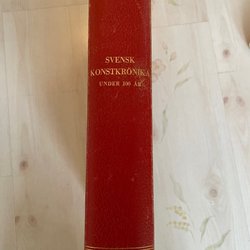 SVENSK
KONSTKRÖNIKA
UNDER 100 ÅR